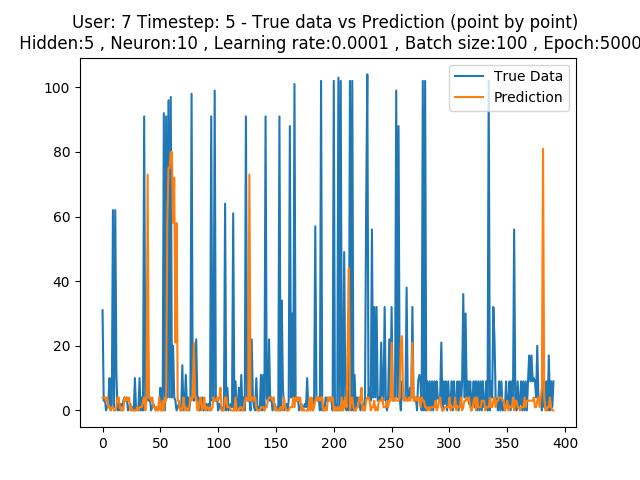 User: 7 Timestep: 5 - True data vs Prediction (point by point)
Hidden:5 , Neuron:10 , Learning rate:0.0001 , Batch size:100 , Epoch:5000
True Data
Prediction
100
80
60
40
20
0
0 50 100 150 200 250 300 350 400